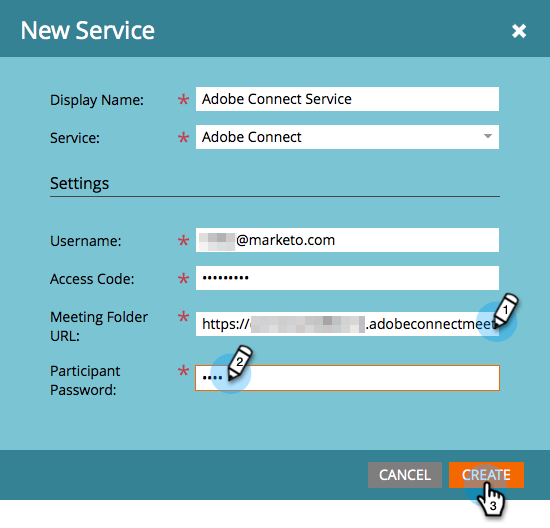 New Service
Display Name: * Adobe Connect Service
Service: * Adobe Connect
Settings
Username: * @marketo.com
Access Code: * •••••••••
Meeting Folder
URL: * https:// .adobeconnectmeet
1
Participant
Password: * ••••
2
CANCEL CREATE
3